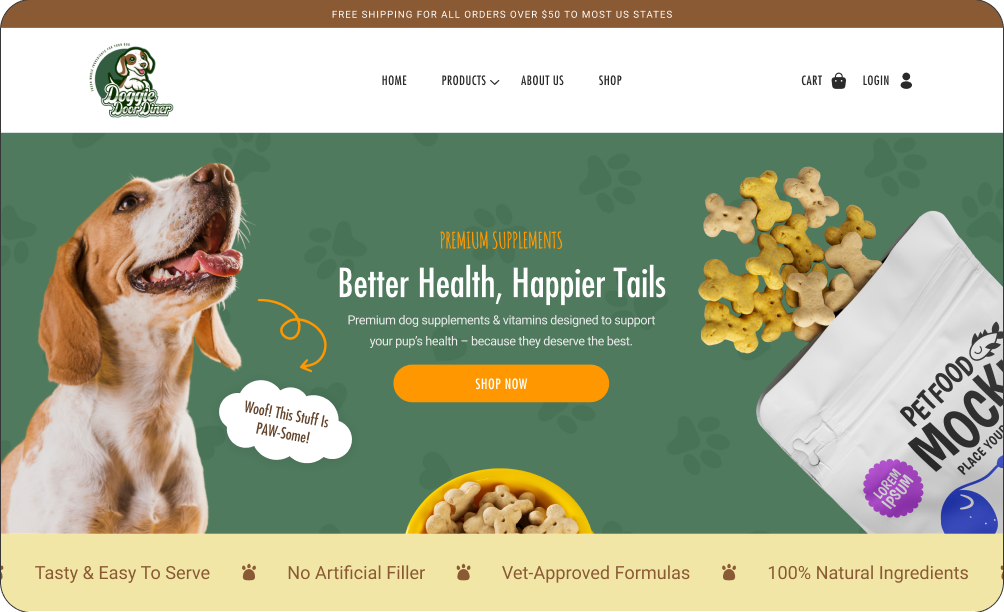 FREE SHIPPING FOR ALL ORDERS OVER $50 TO MOST US STATES
Doggie
Door Diner
HOME
PRODUCTS
ABOUT US
SHOP
CART
LOGIN
PREMIUM SUPPLEMENTS
Better Health, Happier Tails
Premium dog supplements & vitamins designed to support
your pup's health – because they deserve the best.
SHOP NOW
Woof! This Stuff Is
PAW-Some!
PET FOOD
MOCK
PLACE YOUR
LOREM
IPSUM
Tasty & Easy To Serve
No Artificial Filler
Vet-Approved Formulas
100% Natural Ingredients